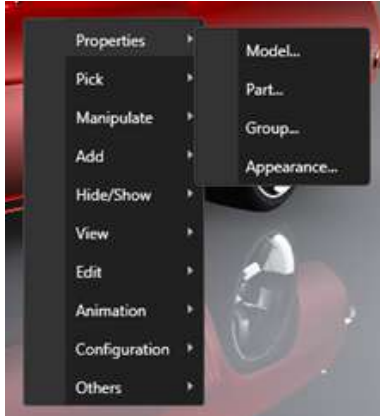 Properties
Pick
Manipulate
Add
Hide/Show
View
Edit
Animation
Configuration
Others
Model...
Part...
Group...
Appearance...